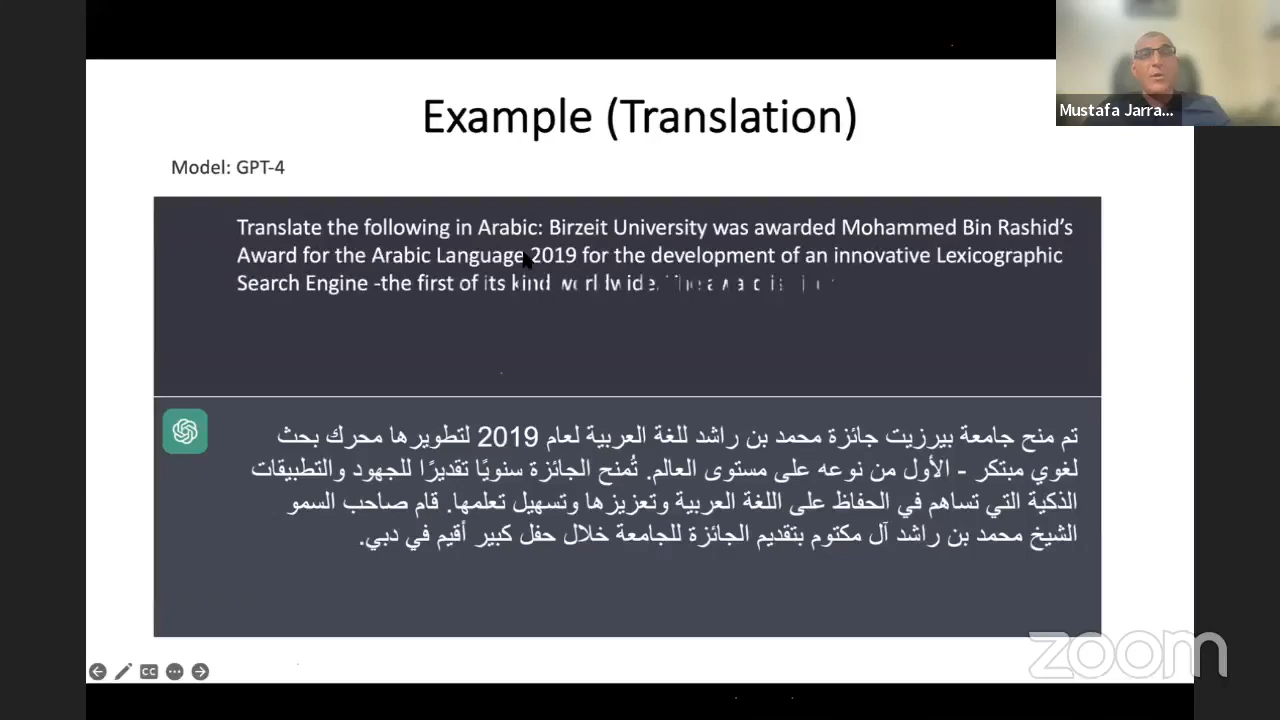 Mustafa Jarra...
Example (Translation)
Model: GPT-4
Translate the following in Arabic: Birzeit University was awarded Mohammed Bin Rashid's
Award for the Arabic Language 2019 for the development of an innovative Lexicographic
Search Engine -the first of its kind worldwide.
تم منح جامعة بيرزيت جائزة محمد بن راشد للغة العربية لعام 2019 لتطويرها محرك بحث
لغوي مبتكر - الأول من نوعه على مستوى العالم. تُمنح الجائزة سنويًا تقديرًا للجهود والتطبيقات
الذكية التي تساهم في الحفاظ على اللغة العربية وتعزيزها وتسهيل تعلمها. قام صاحب السمو
الشيخ محمد بن راشد آل مكتوم بتقديم الجائزة للجامعة خلال حفل كبير أقيم في دبي.
CC
zoom